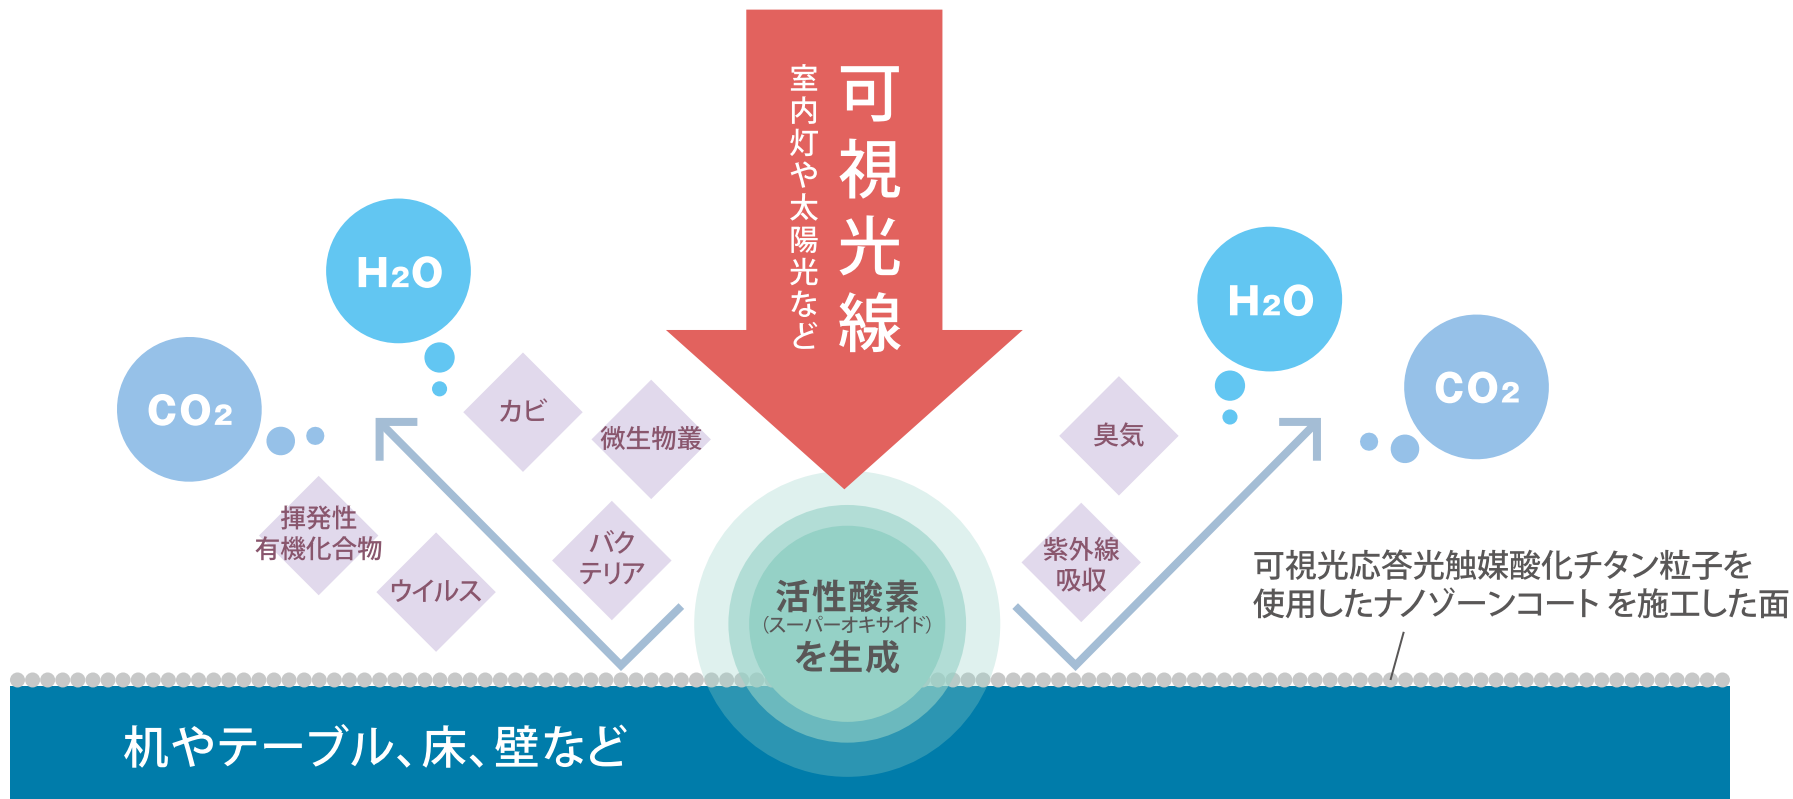 可視光線
室内灯や太陽光など
H2O
CO2
カビ
微生物叢
揮発性
有機化合物
ウイルス
バク
テリア
臭気
紫外線
吸収
H2O
CO2
活性酸素
（スーパーオキサイド）
を生成
可視光応答光触媒酸化チタン粒子を
使用したナノゾーンコート を施工した面
机やテーブル、床、壁など